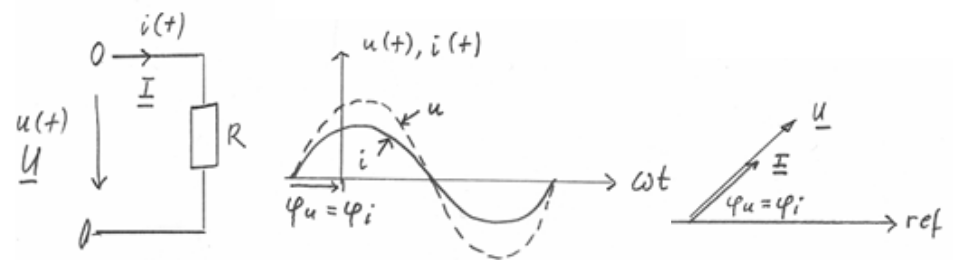 i(t)
I
u(t)
U
R
u(t), i(t)
u
i
φu = φi
ωt
U
I
φu = φi
ref